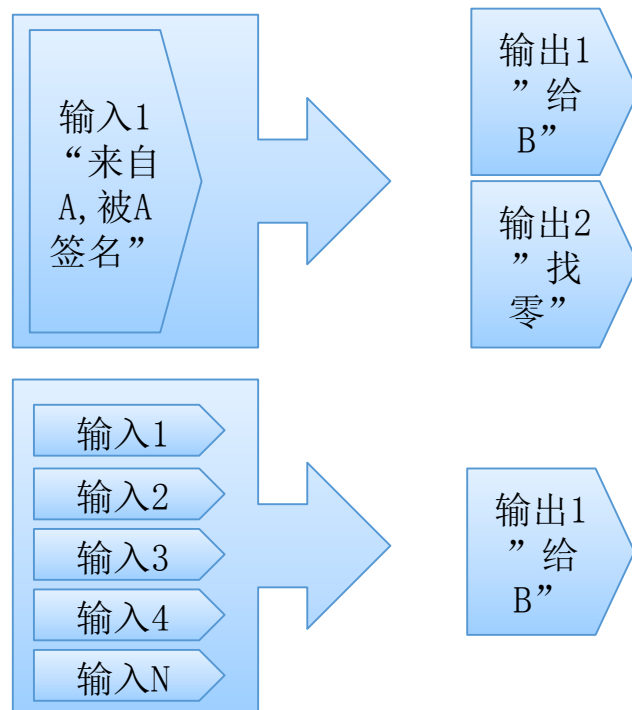 输入1
“来自
A,被A
签名”
输出1
”给
B”
输出2
”找
零”
输入1
输入2
输入3
输入4
输入N
输出1
”给
B”